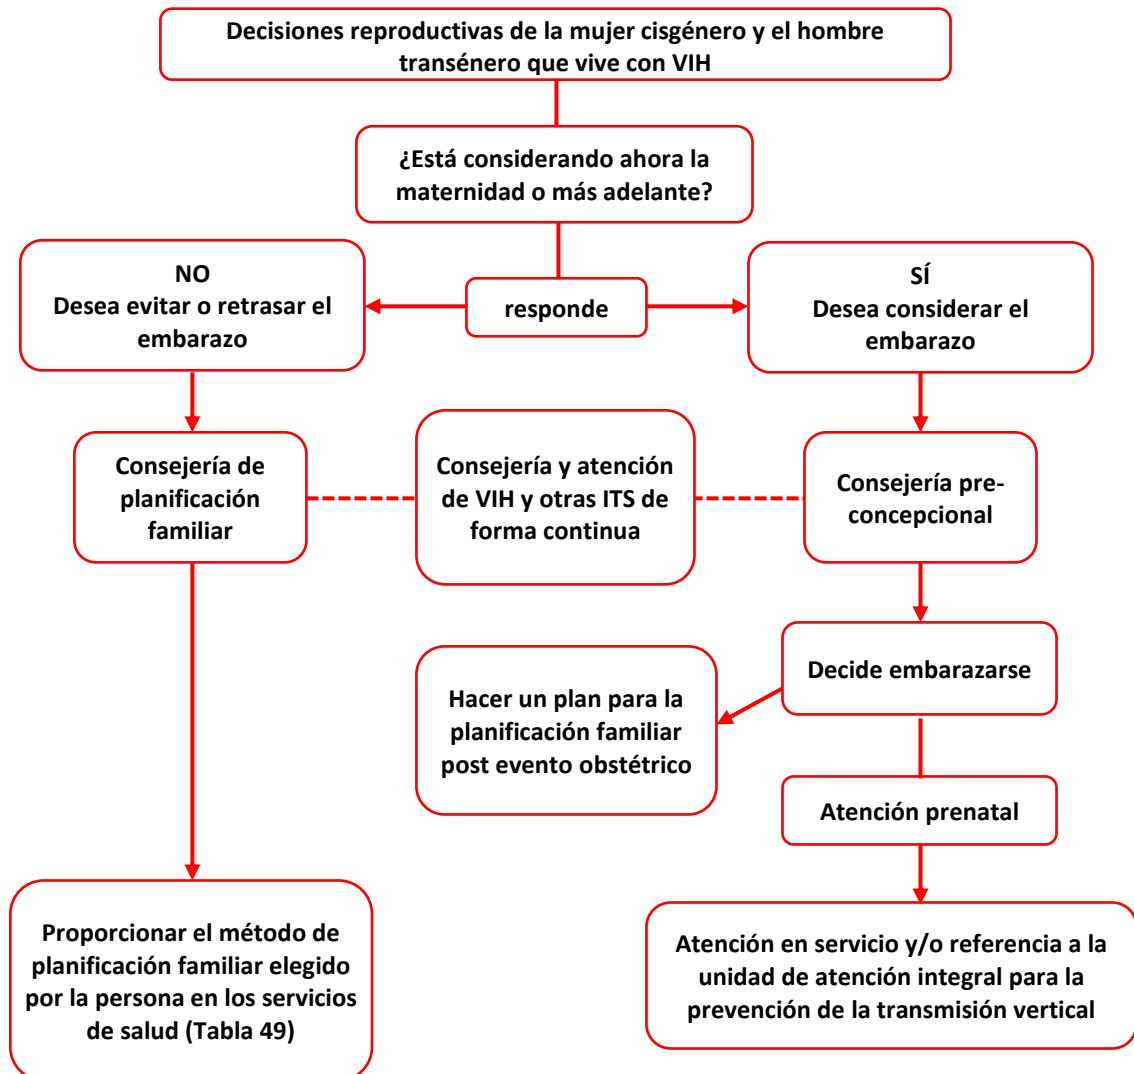 Decisiones reproductivas de la mujer cisgénero y el hombre
transénero que vive con VIH
¿Está considerando ahora la
maternidad o más adelante?
NO
Desea evitar o retrasar el
embarazo
responde
SÍ
Desea considerar el
embarazo
Consejería de
planificación
familiar
Consejería y atención
de VIH y otras ITS de
forma continua
Consejería pre-
concepcional
Decide embarazarse
Hacer un plan para la
planificación familiar
post evento obstétrico
Atención prenatal
Proporcionar el método de
planificación familiar elegido
por la persona en los servicios
de salud (Tabla 49)
Atención en servicio y/o referencia a la
unidad de atención integral para la
prevención de la transmisión vertical